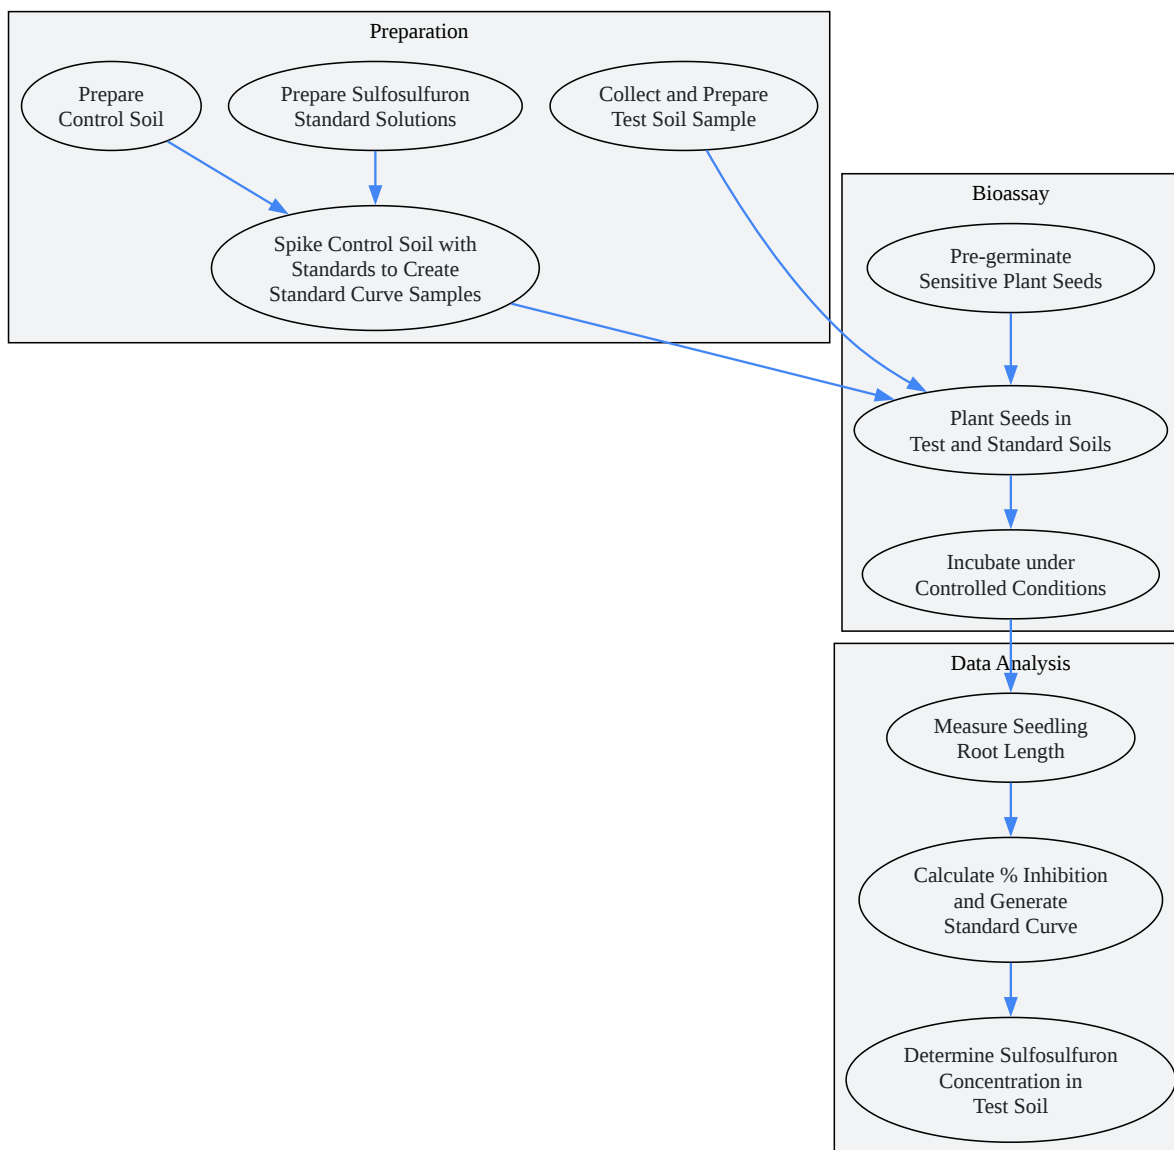 Preparation
Prepare
Control Soil
Prepare Sulfosulfuron
Standard Solutions
Collect and Prepare
Test Soil Sample
Spike Control Soil with
Standards to Create
Standard Curve Samples
Bioassay
Pre-germinate
Sensitive Plant Seeds
Plant Seeds in
Test and Standard Soils
Incubate under
Controlled Conditions
Data Analysis
Measure Seedling
Root Length
Calculate % Inhibition
and Generate
Standard Curve
Determine Sulfosulfuron
Concentration in
Test Soil